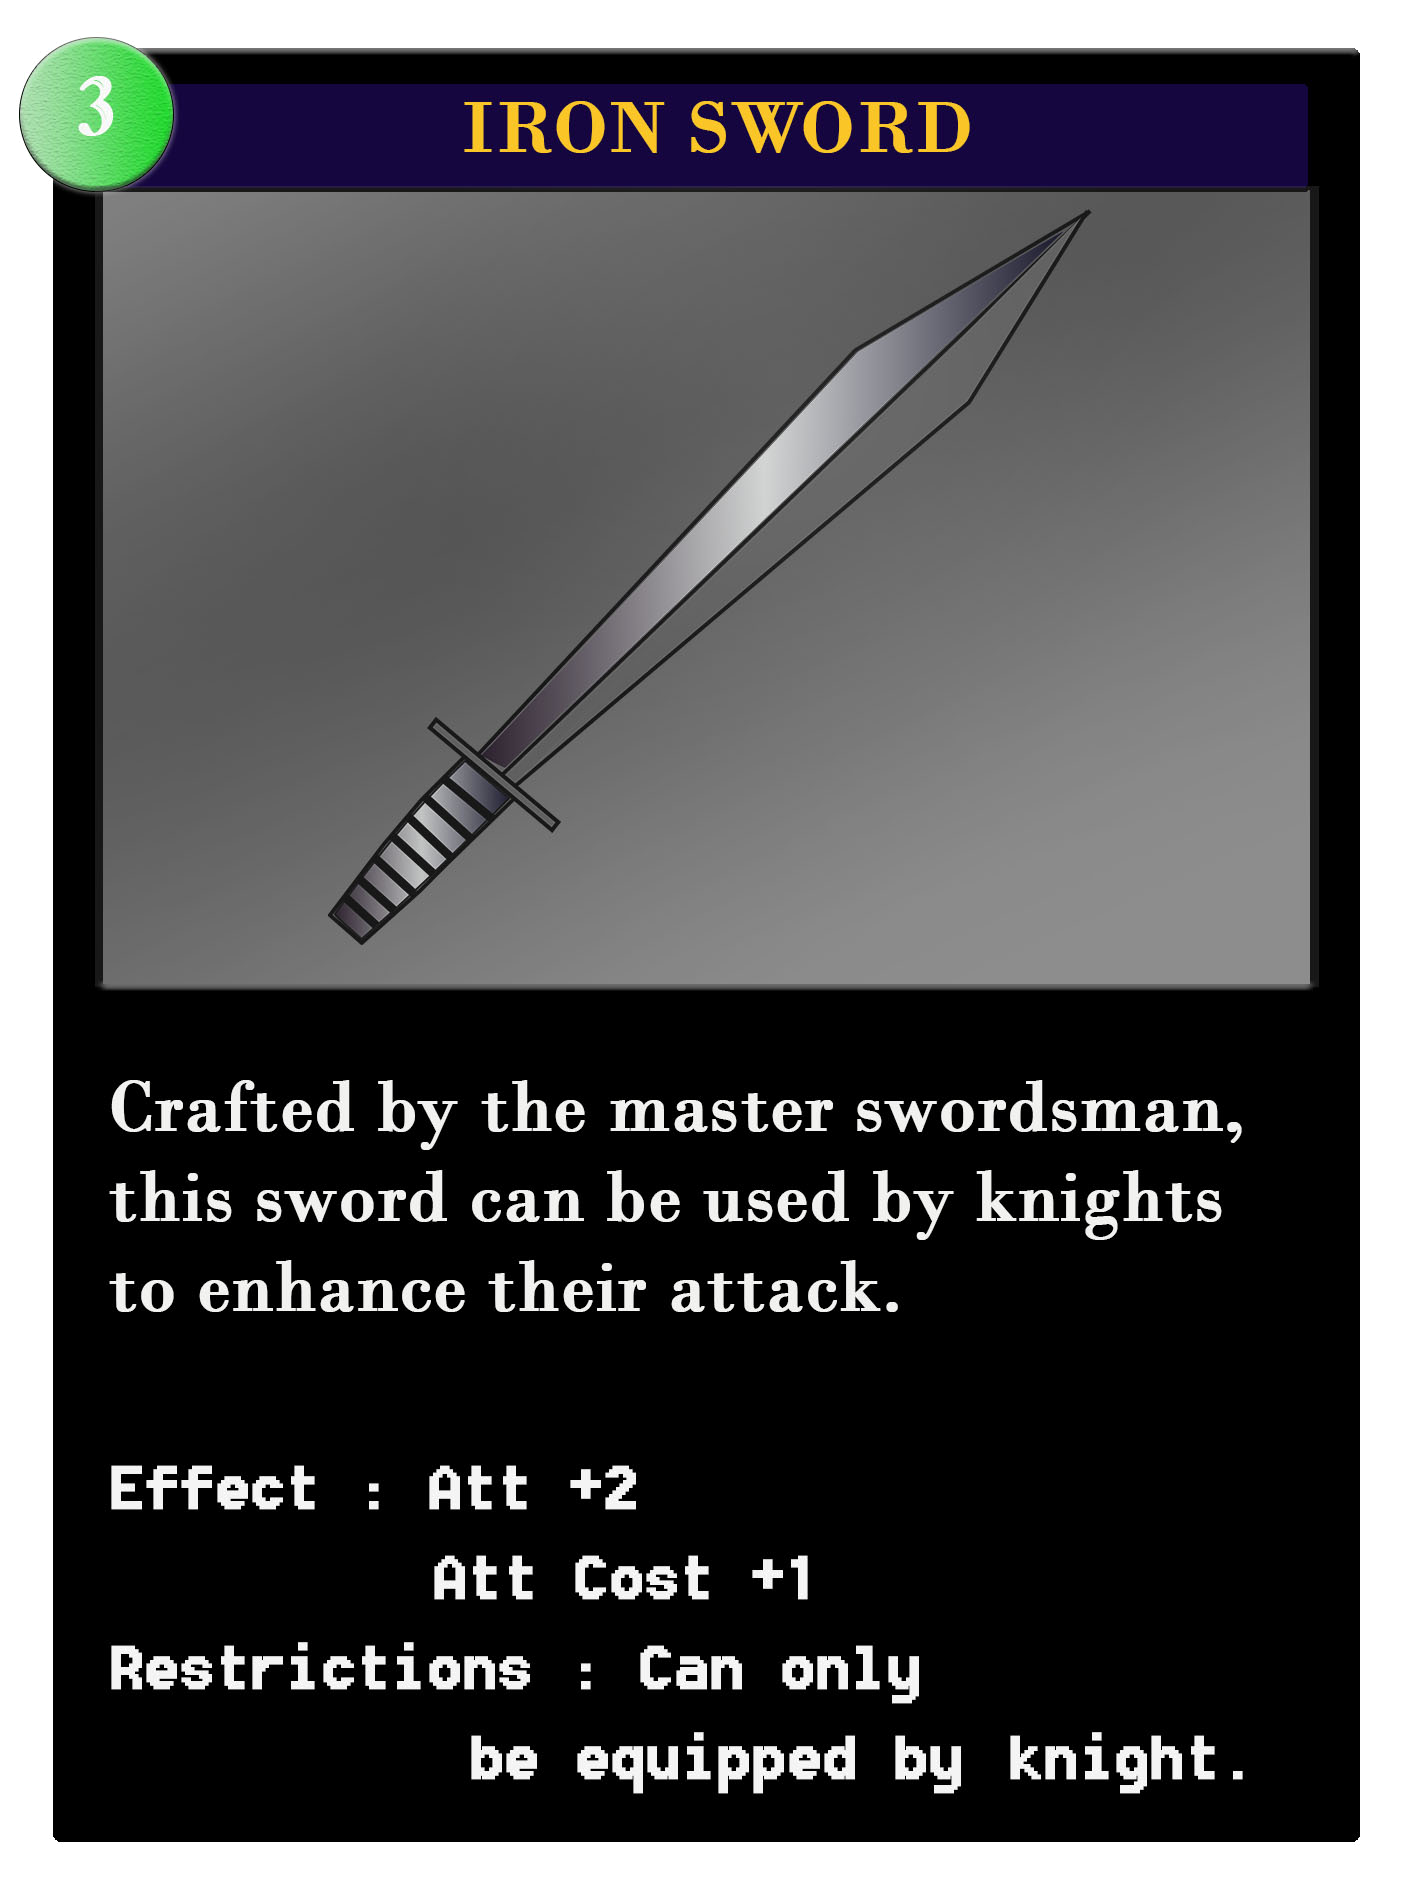 3
IRON SWORD
Crafted by the master swordsman,
this sword can be used by knights
to enhance their attack.
Effect : Att +2
Att Cost +1
Restrictions : Can only
be equipped by knight.